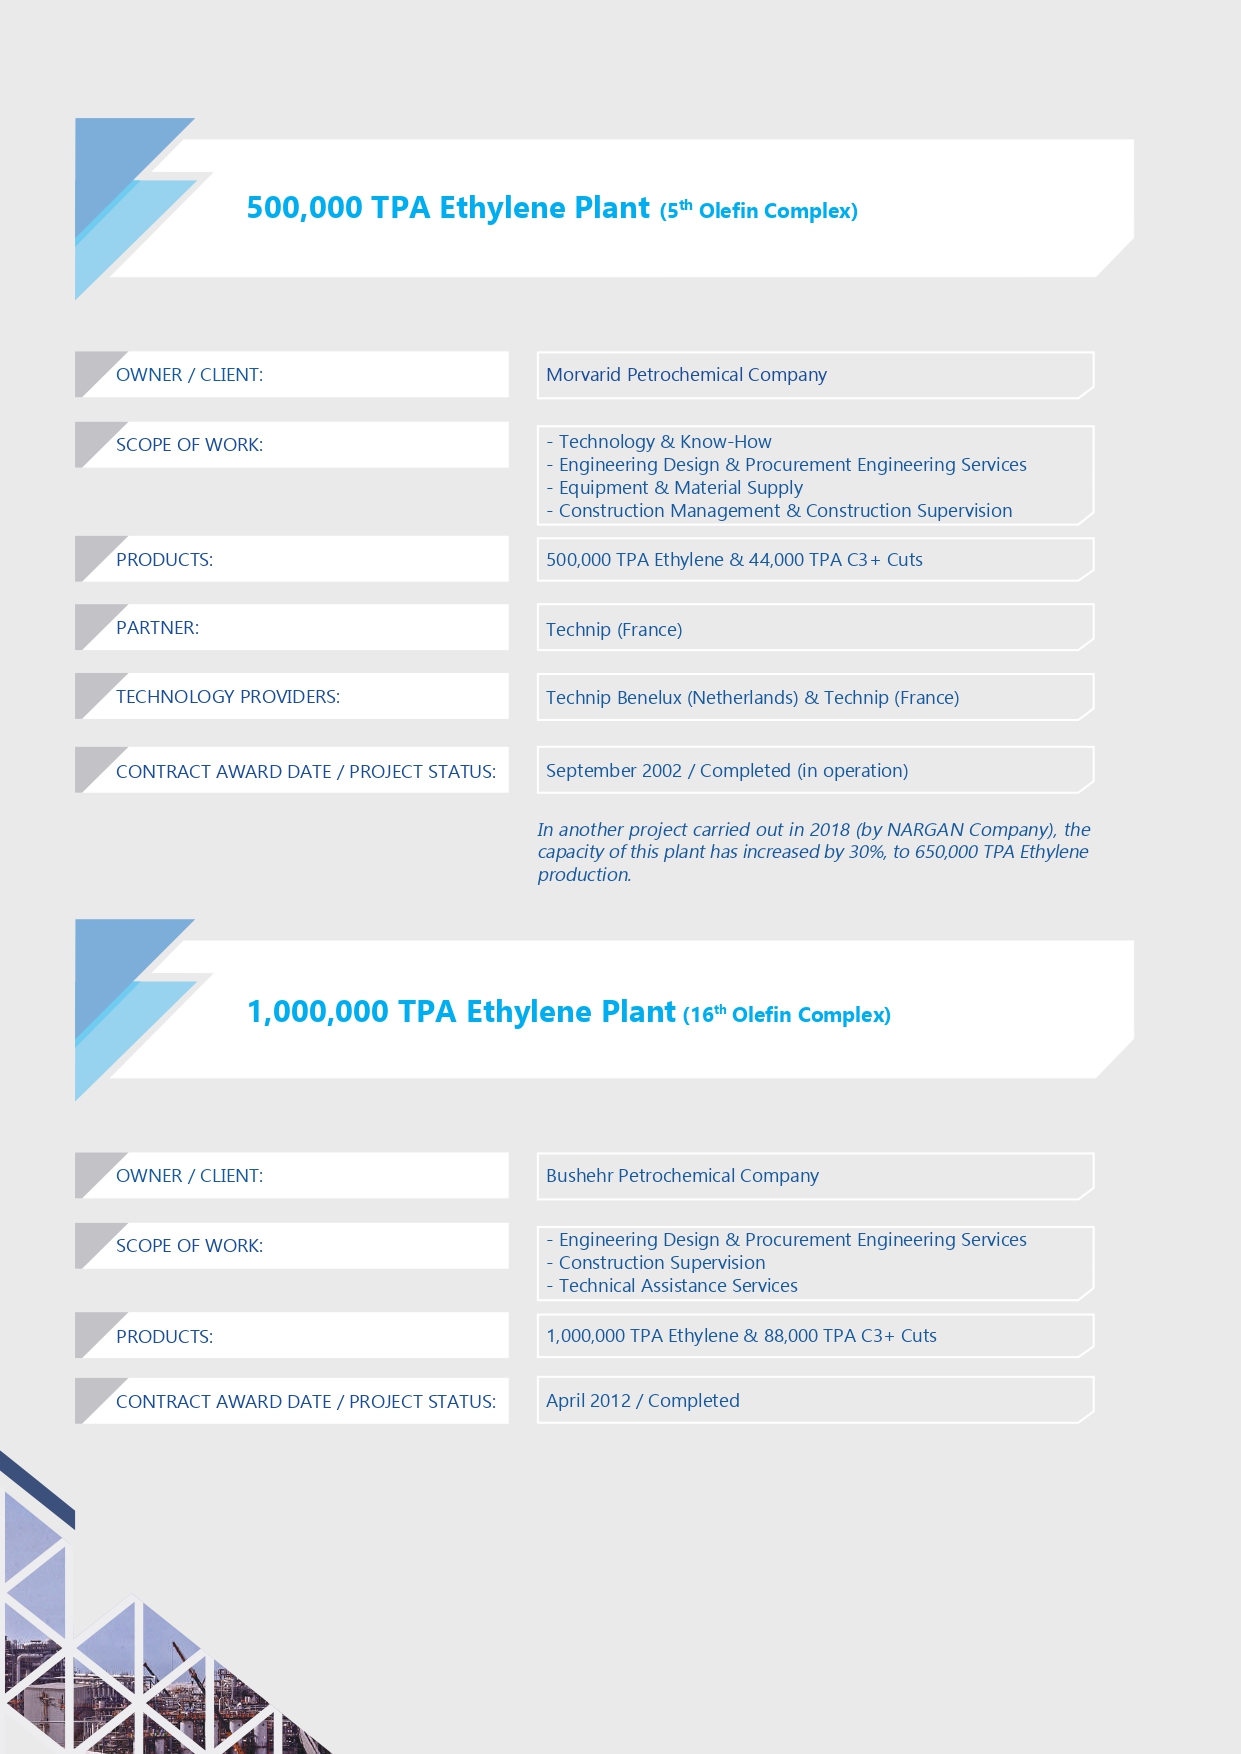 500,000 TPA Ethylene Plant (5th Olefin Complex)
OWNER / CLIENT:
Morvarid Petrochemical Company
SCOPE OF WORK:
- Technology & Know-How
- Engineering Design & Procurement Engineering Services
- Equipment & Material Supply
- Construction Management & Construction Supervision
PRODUCTS:
500,000 TPA Ethylene & 44,000 TPA C3+ Cuts
PARTNER:
Technip (France)
TECHNOLOGY PROVIDERS:
Technip Benelux (Netherlands) & Technip (France)
CONTRACT AWARD DATE / PROJECT STATUS:
September 2002 / Completed (in operation)
In another project carried out in 2018 (by NARGAN Company), the
capacity of this plant has increased by 30%, to 650,000 TPA Ethylene
production.
1,000,000 TPA Ethylene Plant (16th Olefin Complex)
OWNER / CLIENT:
Bushehr Petrochemical Company
SCOPE OF WORK:
- Engineering Design & Procurement Engineering Services
- Construction Supervision
- Technical Assistance Services
PRODUCTS:
1,000,000 TPA Ethylene & 88,000 TPA C3+ Cuts
CONTRACT AWARD DATE / PROJECT STATUS:
April 2012 / Completed